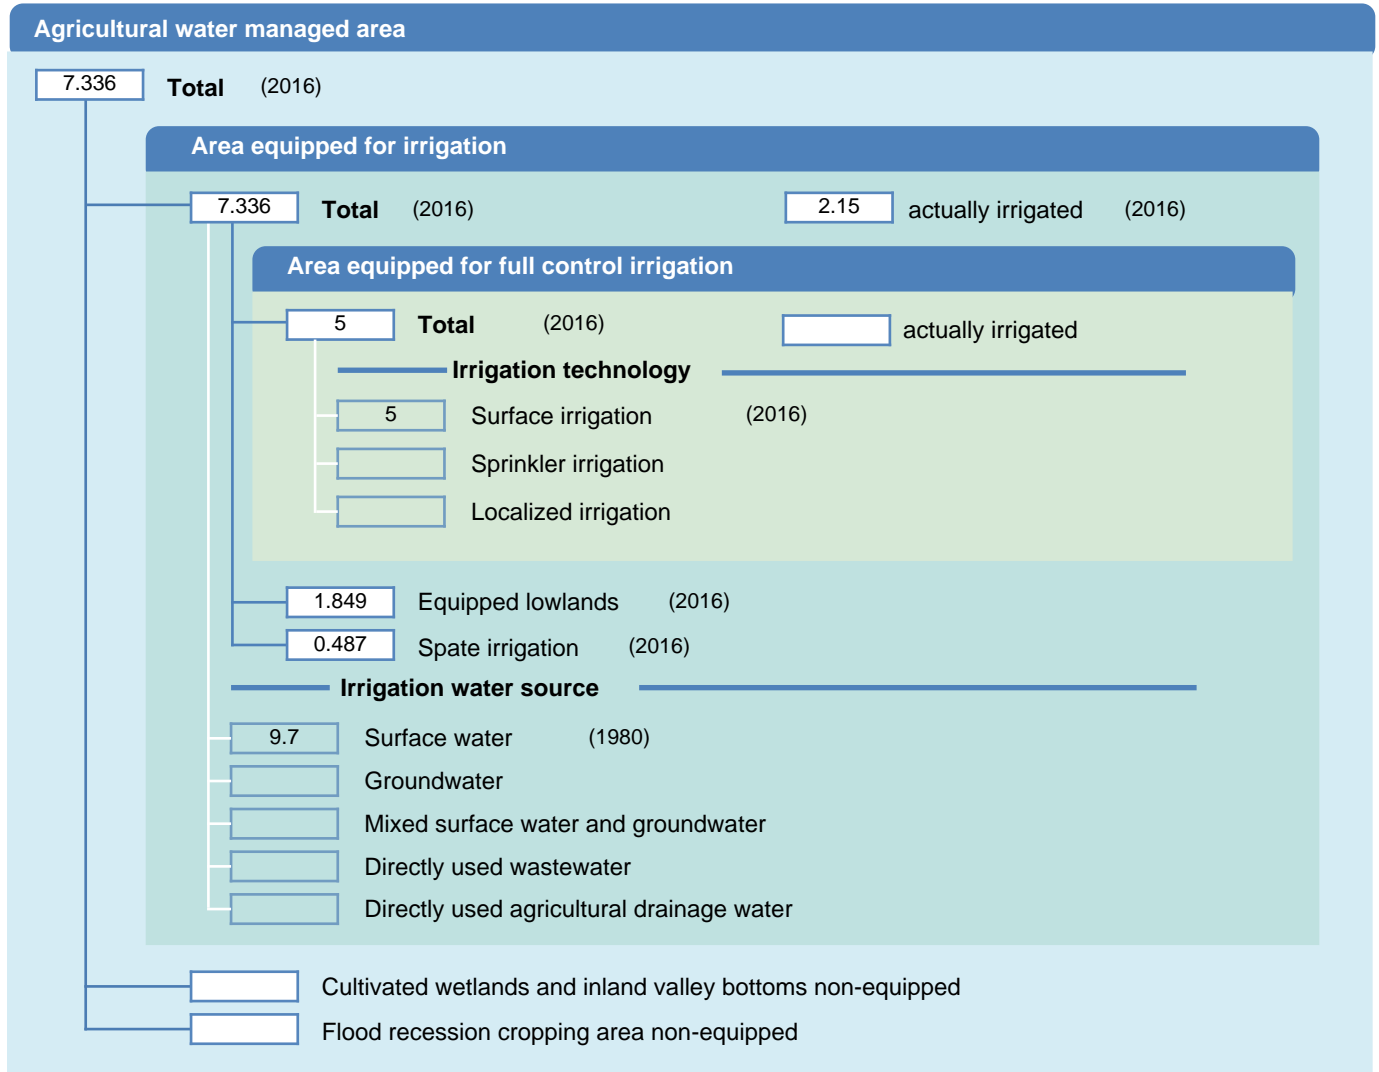 Agricultural water managed area
7.336 Total (2016)
Area equipped for irrigation
7.336 Total (2016) 2.15 actually irrigated (2016)
Area equipped for full control irrigation
5 Total (2016) actually irrigated
Irrigation technology
5 Surface irrigation (2016)
Sprinkler irrigation
Localized irrigation
1.849 Equipped lowlands (2016)
0.487 Spate irrigation (2016)
Irrigation water source
9.7 Surface water (1980)
Groundwater
Mixed surface water and groundwater
Directly used wastewater
Directly used agricultural drainage water
Cultivated wetlands and inland valley bottoms non-equipped
Flood recession cropping area non-equipped